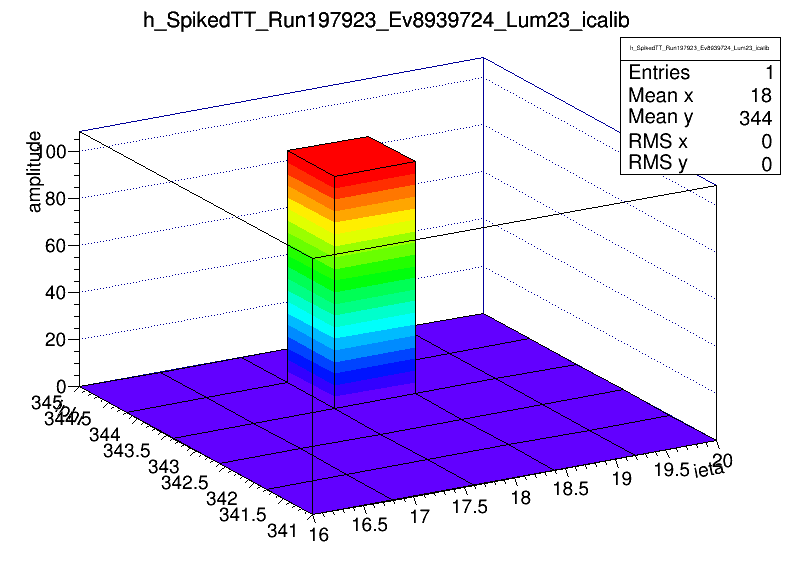 h_SpikedTT_Run197923_Ev8939724_Lum23_icalib
h_SpikedTT_Run197923_Ev8939724_Lum23_icalib
Entries 1
Mean x 18
Mean y 344
RMS x 0
RMS y 0
amplitude
100
80
60
40
20
0
345
344.5
344
343.5
343
342.5
342
341.5
341
16
16.5
17
17.5
18
18.5
19
19.5
20
ieta